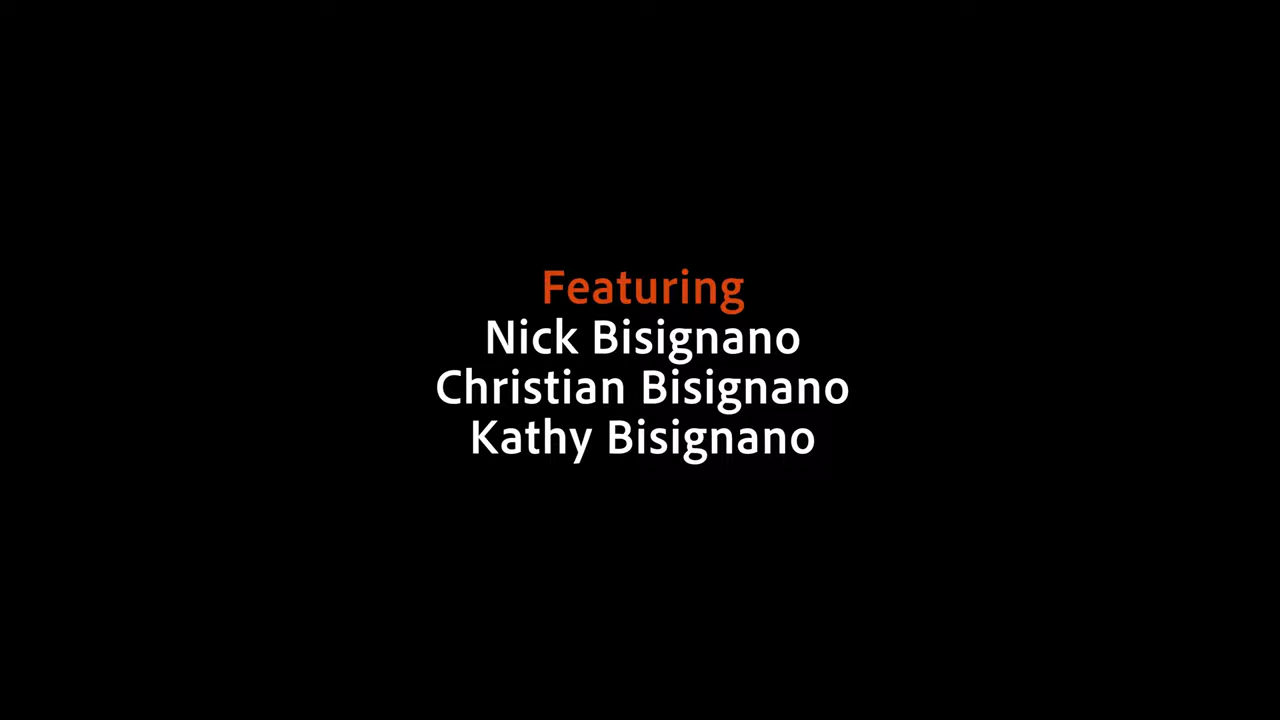 Featuring
Nick Bisignano
Christian Bisignano
Kathy Bisignano